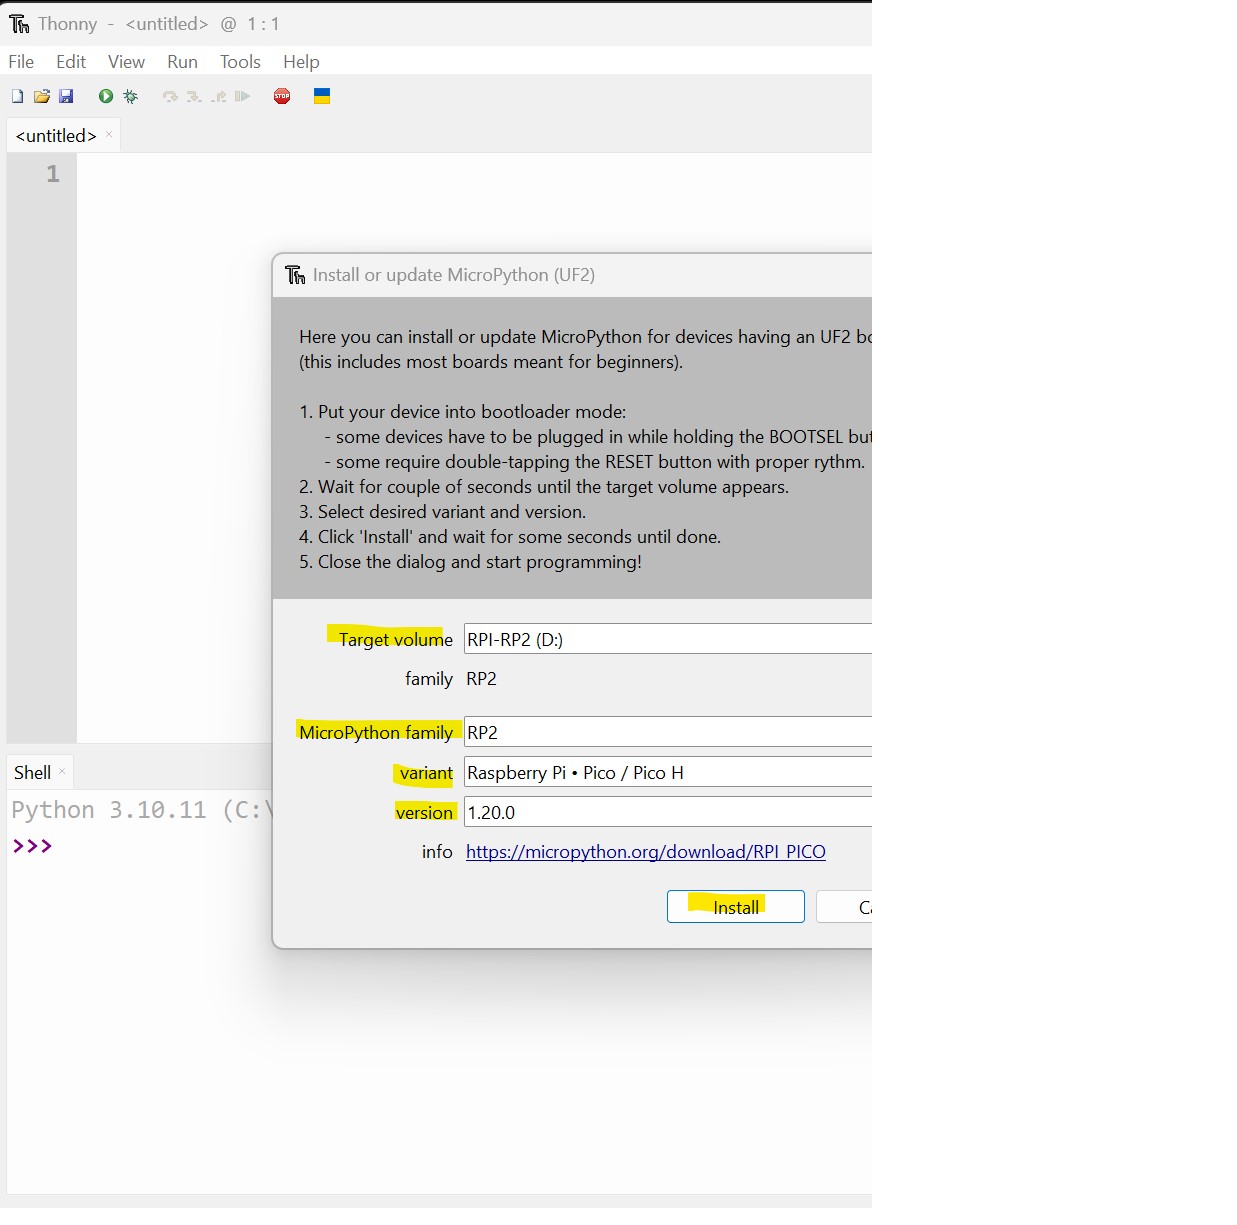 Thonny - <untitled> @ 1 : 1
File Edit View Run Tools Help
STOP
<untitled> ×
1
Install or update MicroPython (UF2)
Here you can install or update MicroPython for devices having an UF2
(this includes most boards meant for beginners).
1. Put your device into bootloader mode:
- some devices have to be plugged in while holding the BOOTSEL
- some require double-tapping the RESET button with proper rythm.
2. Wait for couple of seconds until the target volume appears.
3. Select desired variant and version.
4. Click 'Install' and wait for some seconds until done.
5. Close the dialog and start programming!
Target volume RPI-RP2 (D:)
family RP2
MicroPython family RP2
variant Raspberry Pi • Pico / Pico H
version 1.20.0
info https://micropython.org/download/RPI_PICO
Install
Shell ×
Python 3.10.11 (C:\
>>>